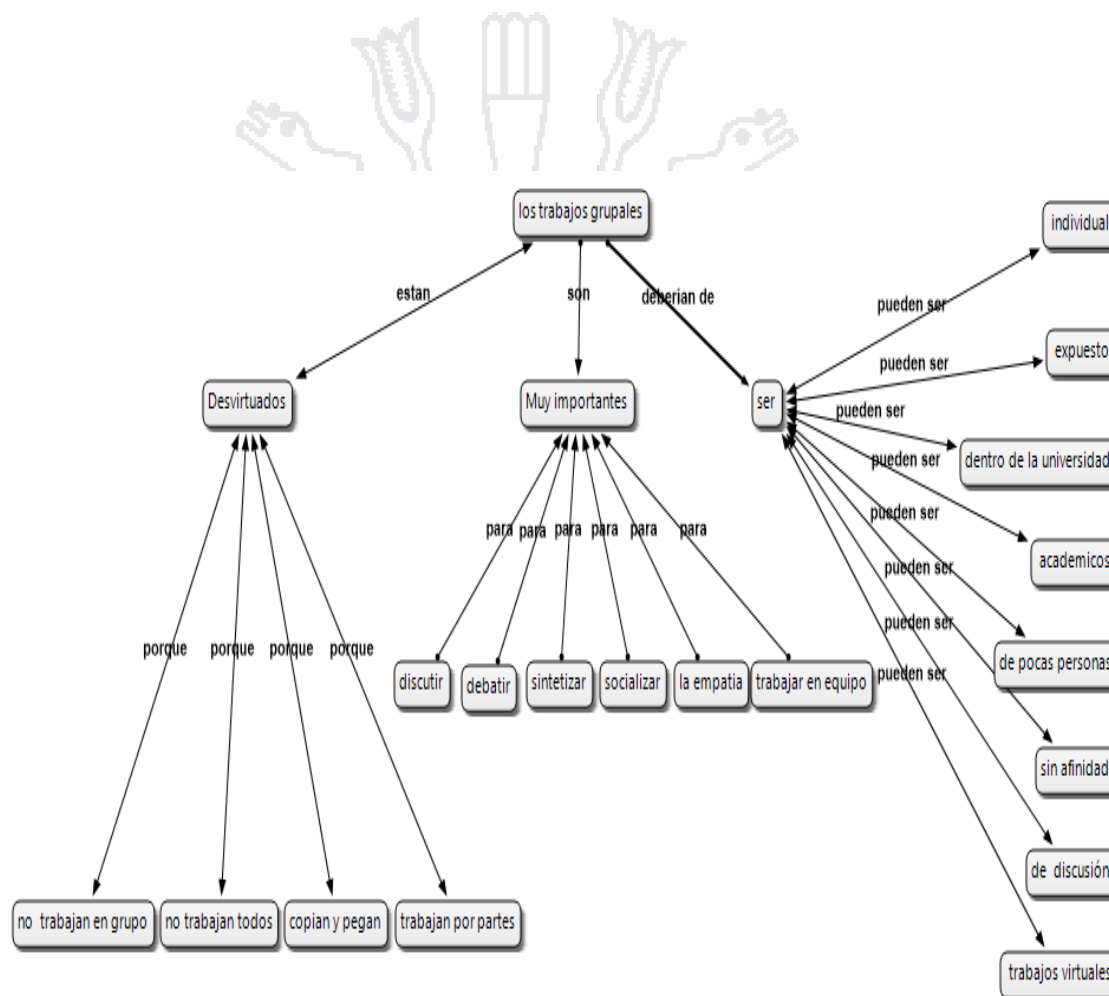 los trabajos grupales
individual
estan
son
deberian de
pueden ser
expuesto
pueden ser
Desvirtuados
Muy importantes
ser
pueden ser
dentro de la universidad
pueden ser
pueden ser
academicos
para
para
para
para
para
para
pueden ser
pueden ser
porque
porque
porque
porque
de pocas personas
pueden ser
discutir
debatir
sintetizar
socializar
la empatia
trabajar en equipo
sin afinidad
de  discusión
no  trabajan en grupo
no trabajan todos
copian y pegan
trabajan por partes
trabajos virtuales